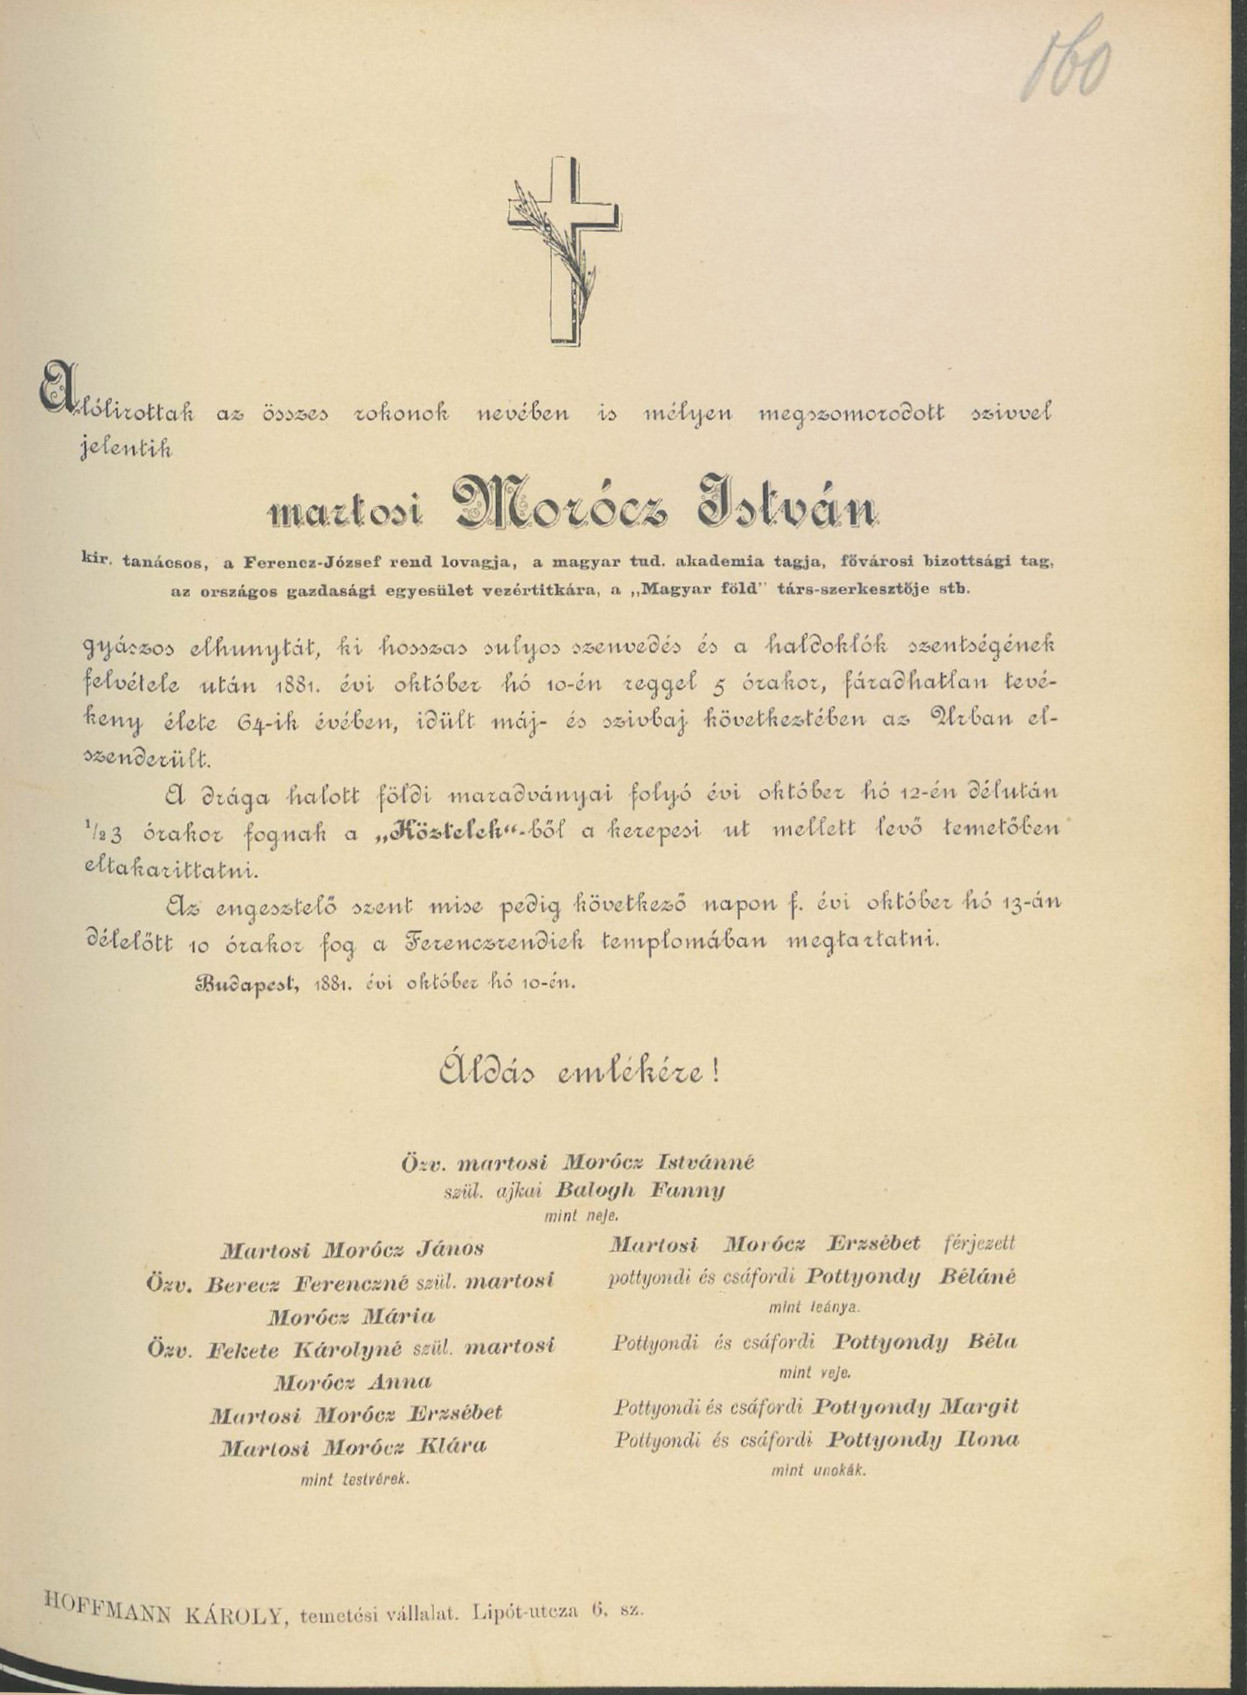 160
Alólirottak az összes rokonok nevében is mélyen megszomorodott szivvel
jelentik
martosi Morócz István
kir. tanácsos, a Ferencz-József rend lovagja, a magyar tud. akademia tagja, fővárosi bizottsági tag,
az országos gazdasági egyesület vezértitkára, a „Magyar föld" társ-szerkesztője stb.
gyászos elhunytát, ki hosszas sulyos szenvedés és a haldoklók szentségének
felvétele után 1881. évi október hó 10-én reggel 5 órakor, fáradhatlan tevé-
keny élete 64-ik évében, idült máj- és szivbaj következtében az Urban el-
szenderült.
A drága halott földi maradványai folyó évi október hó 12-én délután
1/2 3 órakor fognak a „Köztelek"-ből a kerepesi ut mellett levő temetőben
eltakarittatni.
Az engesztelő szent mise pedig következő napon f. évi október hó 13-án
délelőtt 10 órakor fog a Ferenczrendiek templomában megtartatni.
Budapest, 1881. évi október hó 10-én.
Áldás emlékére!
Özv. martosi Morócz Istvánné
szül. ajkai Balogh Fanny
mint neje.
Martosi Morócz János
Özv. Berecz Ferenczné szül. martosi
Morócz Mária
Özv. Fekete Károlyné szül. martosi
Morócz Anna
Martosi Morócz Erzsébet
Martosi Morócz Klára
mint testvérek.
Martosi Morócz Erzsébet férjezett
pottyondi és csáfordi Pottyondy Béláné
mint leánya.
Pottyondi és csáfordi Pottyondy Béla
mint veje.
Pottyondi és csáfordi Pottyondy Margit
Pottyondi és csáfordi Pottyondy Ilona
mint unokák.
HOFFMANN KÁROLY, temetési vállalat. Lipót-utcza 6. sz.